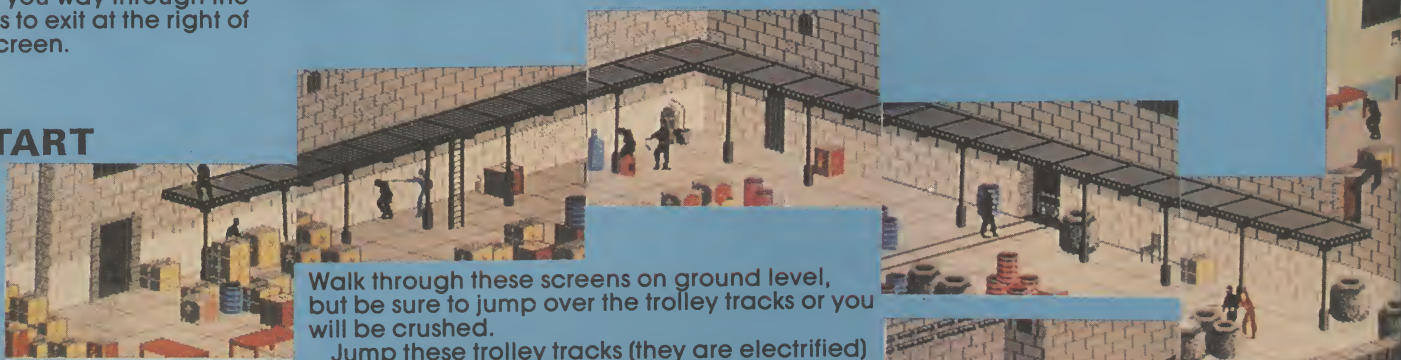 you way through the
s to exit at the right of
creen.
TART
Walk through these screens on ground level,
but be sure to jump over the trolley tracks or you
will be crushed.
Jump these trolley tracks (they are electrified)